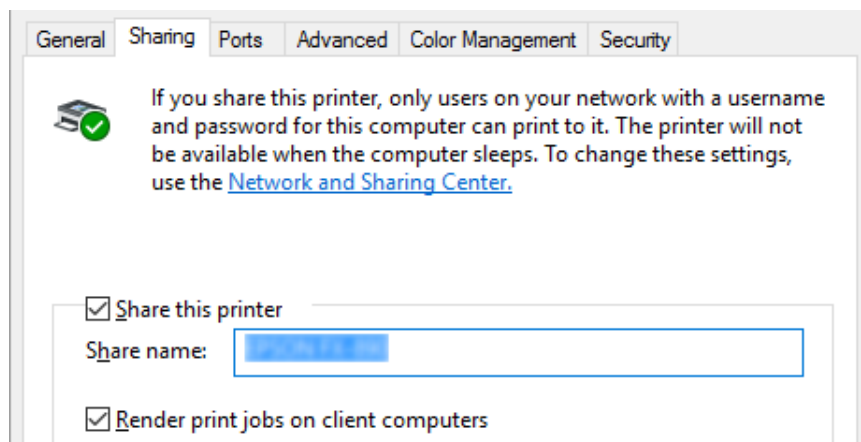 General Sharing Ports Advanced Color Management Security
If you share this printer, only users on your network with a username
and password for this computer can print to it. The printer will not
be available when the computer sleeps. To change these settings,
use the Network and Sharing Center.
Share this printer
Share name:
Render print jobs on client computers